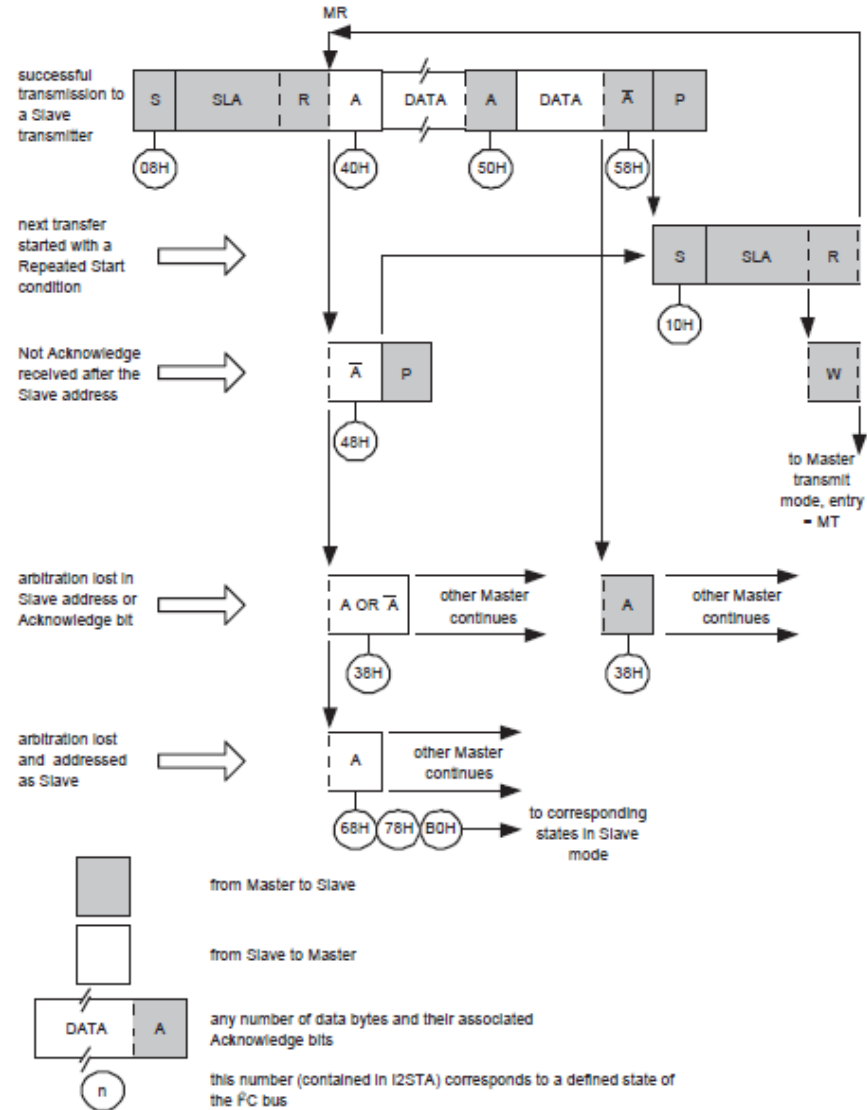 MR
successful
transmission to
a Slave
transmitter
S SLA R A DATA A DATA A̅ P
08H 40H 50H 58H
next transfer
started with a
Repeated Start
condition
S SLA R
10H
Not Acknowledge
received after the
Slave address
A̅ P W
48H
to Master
transmit
mode, entry
= MT
arbitration lost in
Slave address or
Acknowledge bit
A OR A̅
other Master
continues
A
other Master
continues
38H 38H
arbitration lost
and addressed
as Slave
A
other Master
continues
68H 78H B0H
to corresponding
states in Slave
mode
from Master to Slave
from Slave to Master
DATA A
any number of data bytes and their associated
Acknowledge bits
n
this number (contained in I2STA) corresponds to a defined state of
the I²C bus